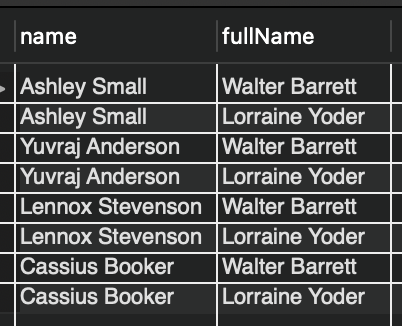 name fullName
Ashley Small Walter Barrett
Ashley Small Lorraine Yoder
Yuvraj Anderson Walter Barrett
Yuvraj Anderson Lorraine Yoder
Lennox Stevenson Walter Barrett
Lennox Stevenson Lorraine Yoder
Cassius Booker Walter Barrett
Cassius Booker Lorraine Yoder